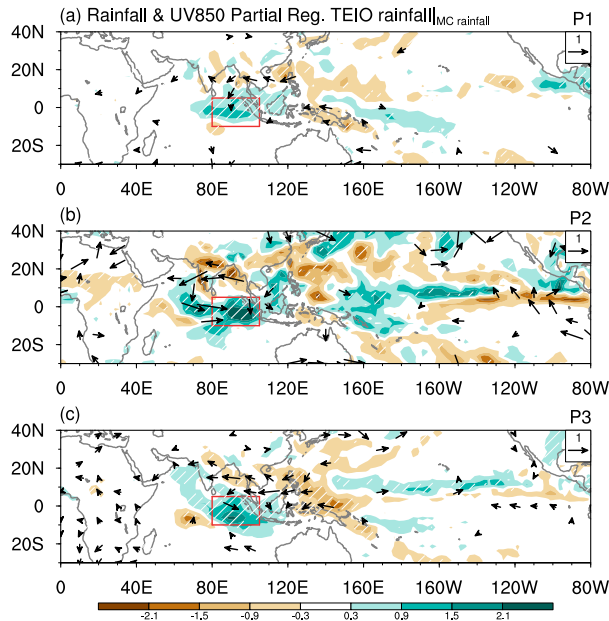 (a) Rainfall & UV850 Partial Reg. TEIO rainfall|MC rainfall
P1
1
40N
20N
0
20S
0 40E 80E 120E 160E 160W 120W 80W
(b) P2
1
40N
20N
0
20S
0 40E 80E 120E 160E 160W 120W 80W
(c) P3
1
40N
20N
0
20S
0 40E 80E 120E 160E 160W 120W 80W
-2.1 -1.5 -0.9 -0.3 0.3 0.9 1.5 2.1